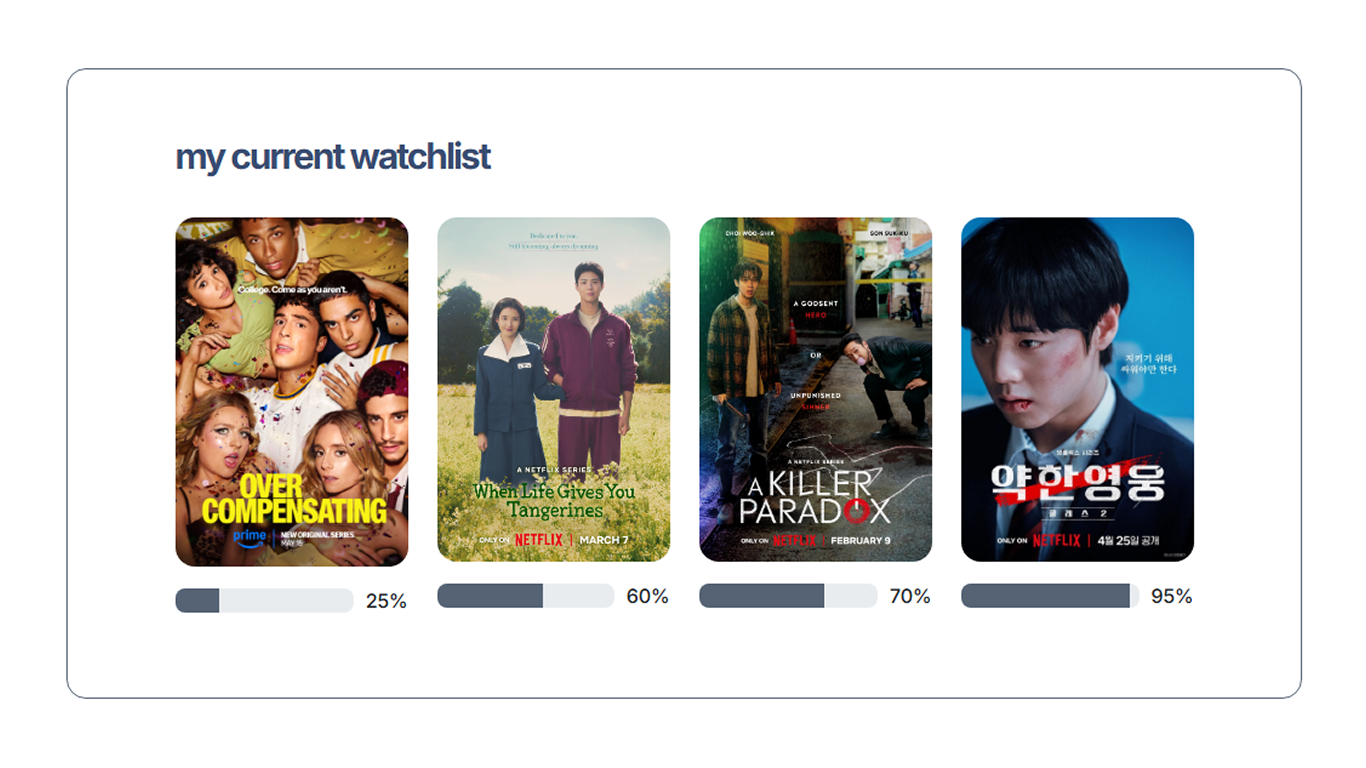 my current watchlist
College. Come as you aren't.
OVER
COMPENSATING
prime
NEW ORIGINAL SERIES
MAY 15
25%
Dedicated to you,
Still blooming, always dreaming
A NETFLIX SERIES
When Life Gives You
Tangerines
ONLY ON NETFLIX | MARCH 7
60%
CHOI WOO-SHIK
SON SUK-KU
A GODSENT
HERO
OR
UNPUNISHED
SINNER
A NETFLIX SERIES
A KILLER
PARADOX
ONLY ON NETFLIX | FEBRUARY 9
70%
지키기 위해
싸워야만 한다
넷플릭스 시리즈
약한영웅
클래스 2
ONLY ON NETFLIX | 4월 25일 공개
95%